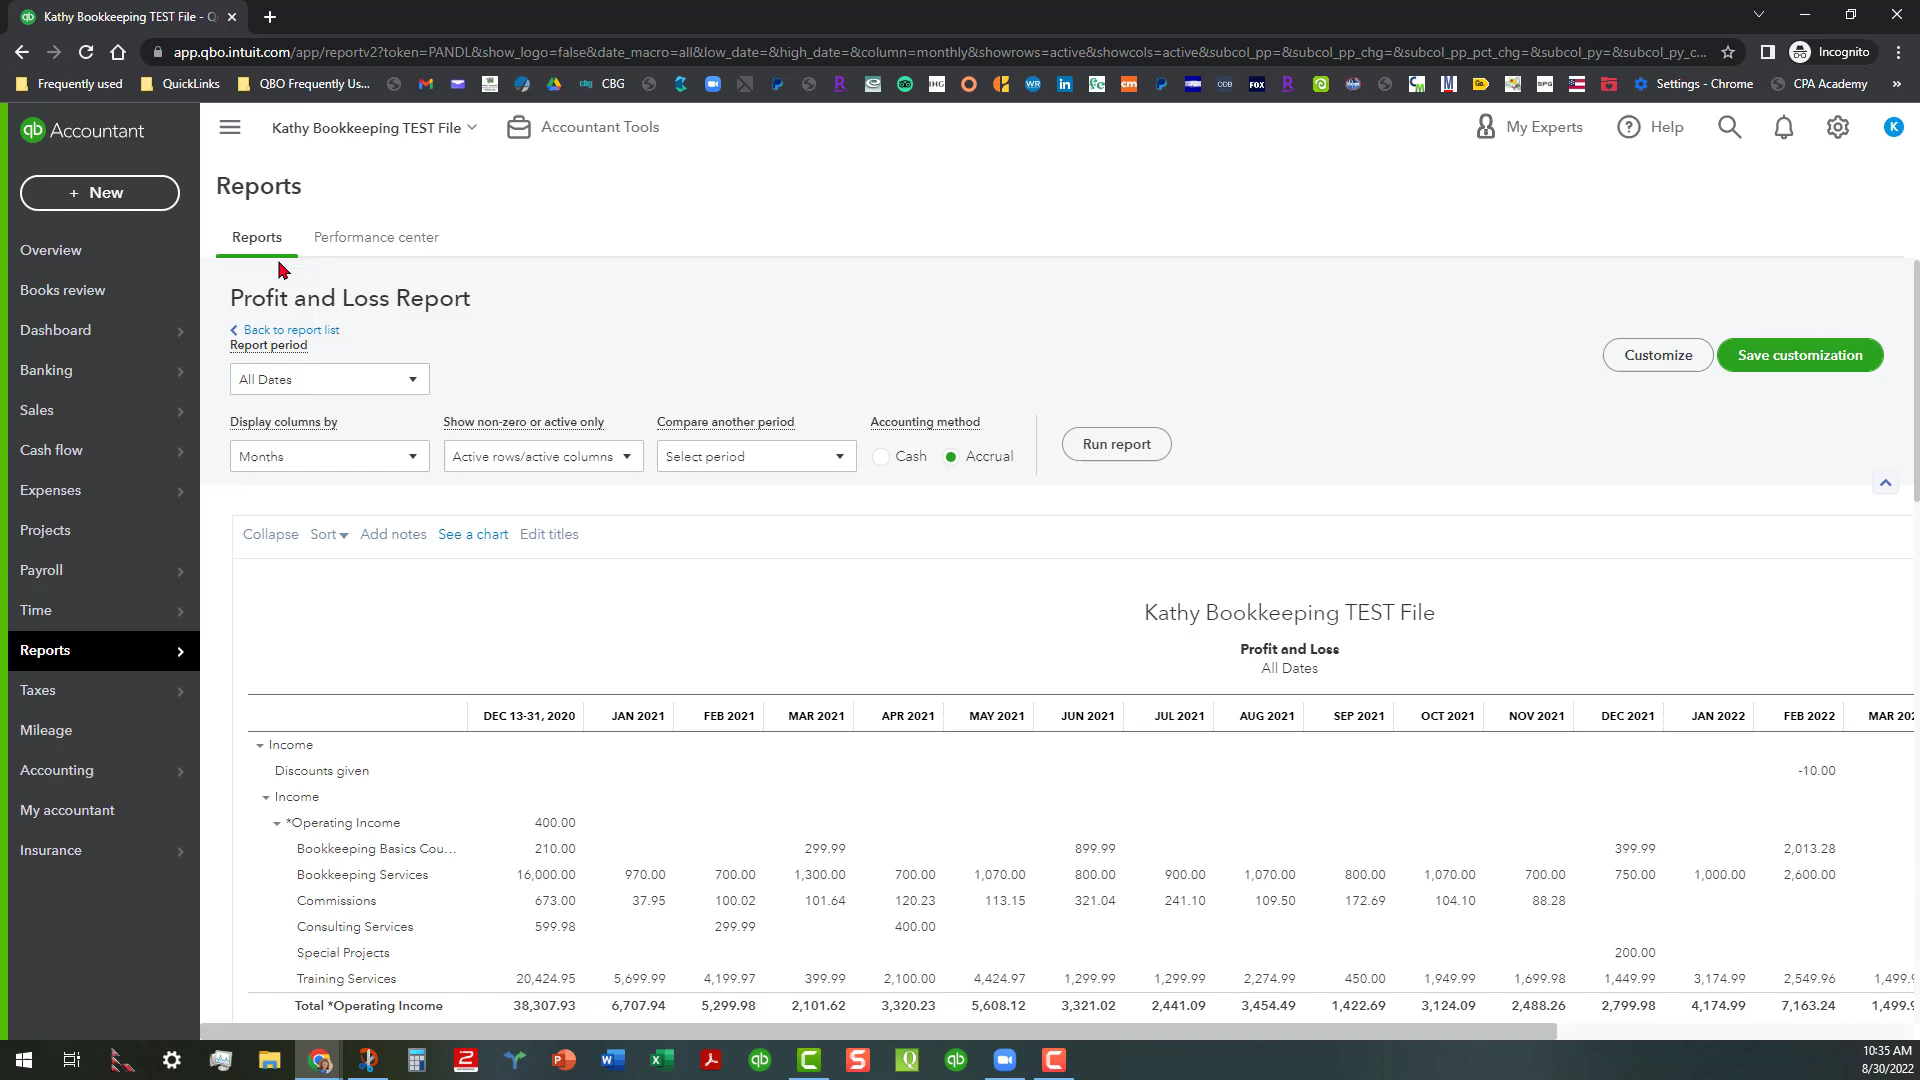 Kathy Bookkeeping TEST File - Q
app.qbo.intuit.com/app/reportv2?token=PANDL&show_logo=false&date_macro=all&low_date=&high_date=&column=monthly&showrows=active&showcols=active&subcol_pp=&subcol_pp_chg=&subcol_pp_pct_chg=&subcol_py=&subcol_py_c...
Incognito
Frequently used QuickLinks QBO Frequently Us... CBG Settings - Chrome CPA Academy »
qb Accountant
Kathy Bookkeeping TEST File Accountant Tools My Experts Help K
+ New
Overview
Books review
Dashboard
Banking
Sales
Cash flow
Expenses
Projects
Payroll
Time
Reports
Taxes
Mileage
Accounting
My accountant
Insurance
Reports
Reports Performance center
Profit and Loss Report
Back to report list
Report period
All Dates
Customize Save customization
Display columns by Show non-zero or active only Compare another period Accounting method
Months Active rows/active columns Select period Cash Accrual
Run report
Collapse Sort Add notes See a chart Edit titles
Kathy Bookkeeping TEST File
Profit and Loss
All Dates
DEC 13-31, 2020 JAN 2021 FEB 2021 MAR 2021 APR 2021 MAY 2021 JUN 2021 JUL 2021 AUG 2021 SEP 2021 OCT 2021 NOV 2021 DEC 2021 JAN 2022 FEB 2022 MAR 202
Income
Discounts given -10.00
Income
*Operating Income 400.00
Bookkeeping Basics Cou... 210.00 299.99 899.99 399.99 2,013.28
Bookkeeping Services 16,000.00 970.00 700.00 1,300.00 700.00 1,070.00 800.00 900.00 1,070.00 800.00 1,070.00 700.00 750.00 1,000.00 2,600.00
Commissions 673.00 37.95 100.02 101.64 120.23 113.15 321.04 241.10 109.50 172.69 104.10 88.28
Consulting Services 599.98 299.99 400.00
Special Projects 200.00
Training Services 20,424.95 5,699.99 4,199.97 399.99 2,100.00 4,424.97 1,299.99 1,299.99 2,274.99 450.00 1,949.99 1,699.98 1,449.99 3,174.99 2,549.96 1,499.9
Total *Operating Income 38,307.93 6,707.94 5,299.98 2,101.62 3,320.23 5,608.12 3,321.02 2,441.09 3,454.49 1,422.69 3,124.09 2,488.26 2,799.98 4,174.99 7,163.24 1,499.9
10:35 AM
8/30/2022